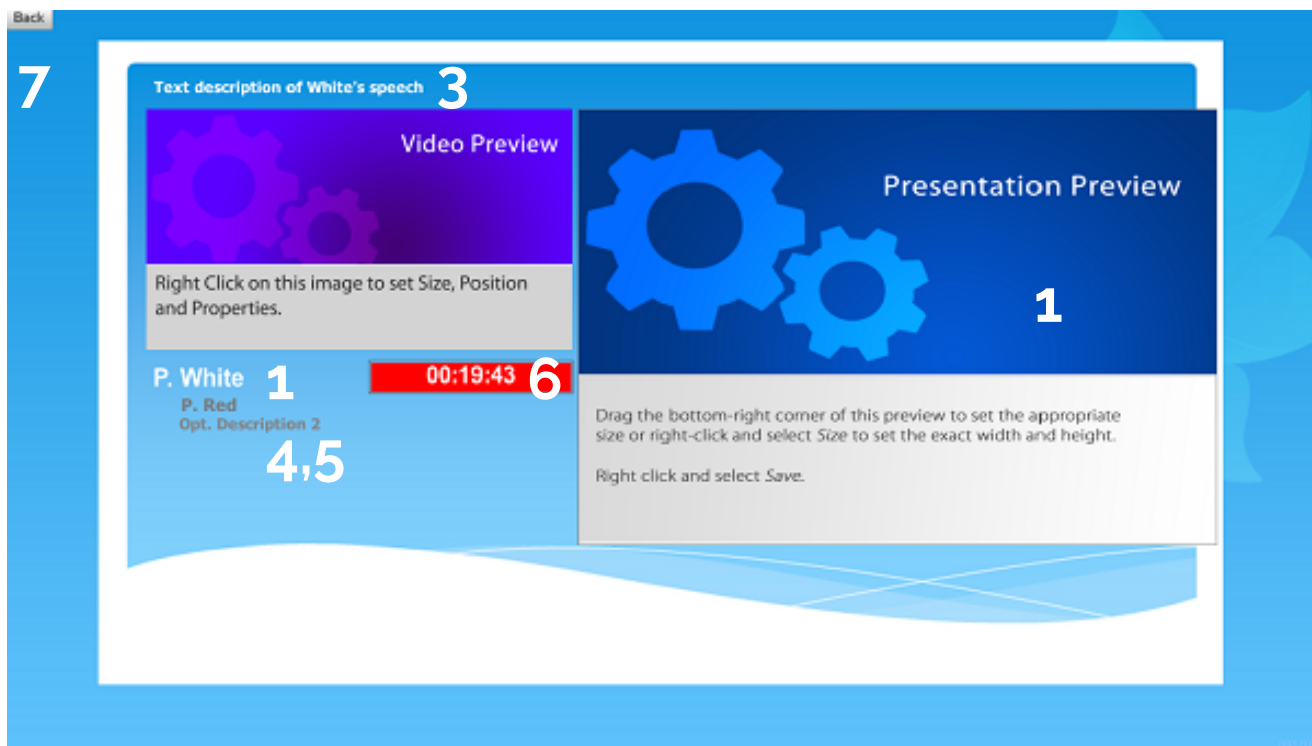 Back
7
Text description of White's speech 3
Video Preview
Right Click on this image to set Size, Position
and Properties.
P. White 1
00:19:43 6
P. Red
Opt. Description 2
4,5
Presentation Preview
1
Drag the bottom-right corner of this preview to set the appropriate
size or right-click and select Size to set the exact width and height.
Right click and select Save.